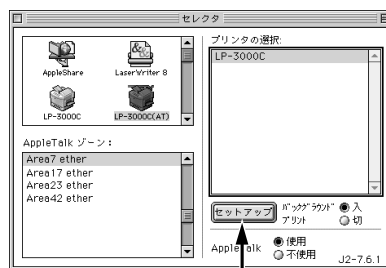 セレクタ
AppleShare
LaserWriter 8
LP-3000C
LP-3000C(AT)
AppleTalk ゾーン：
Area7 ether
Area17 ether
Area23 ether
Area42 ether
プリンタの選択:
LP-3000C
セットアップ
バックグラウンド
プリント
入
切
AppleTalk
使用
不使用
J2-7.6.1